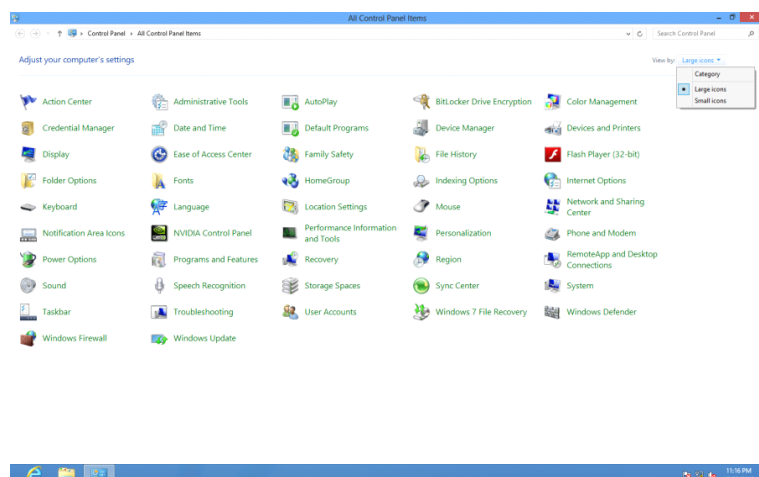 All Control Panel Items
Control Panel All Control Panel Items Search Control Panel
Adjust your computer's settings View by: Large icons
Category
Large icons
Small icons
Action Center Administrative Tools AutoPlay BitLocker Drive Encryption Color Management
Credential Manager Date and Time Default Programs Device Manager Devices and Printers
Display Ease of Access Center Family Safety File History Flash Player (32-bit)
Folder Options Fonts HomeGroup Indexing Options Internet Options
Keyboard Language Location Settings Mouse Network and Sharing
Center
Notification Area Icons NVIDIA Control Panel Performance Information
and Tools Personalization Phone and Modem
Power Options Programs and Features Recovery Region RemoteApp and Desktop
Connections
Sound Speech Recognition Storage Spaces Sync Center System
Taskbar Troubleshooting User Accounts Windows 7 File Recovery Windows Defender
Windows Firewall Windows Update
11:16 PM